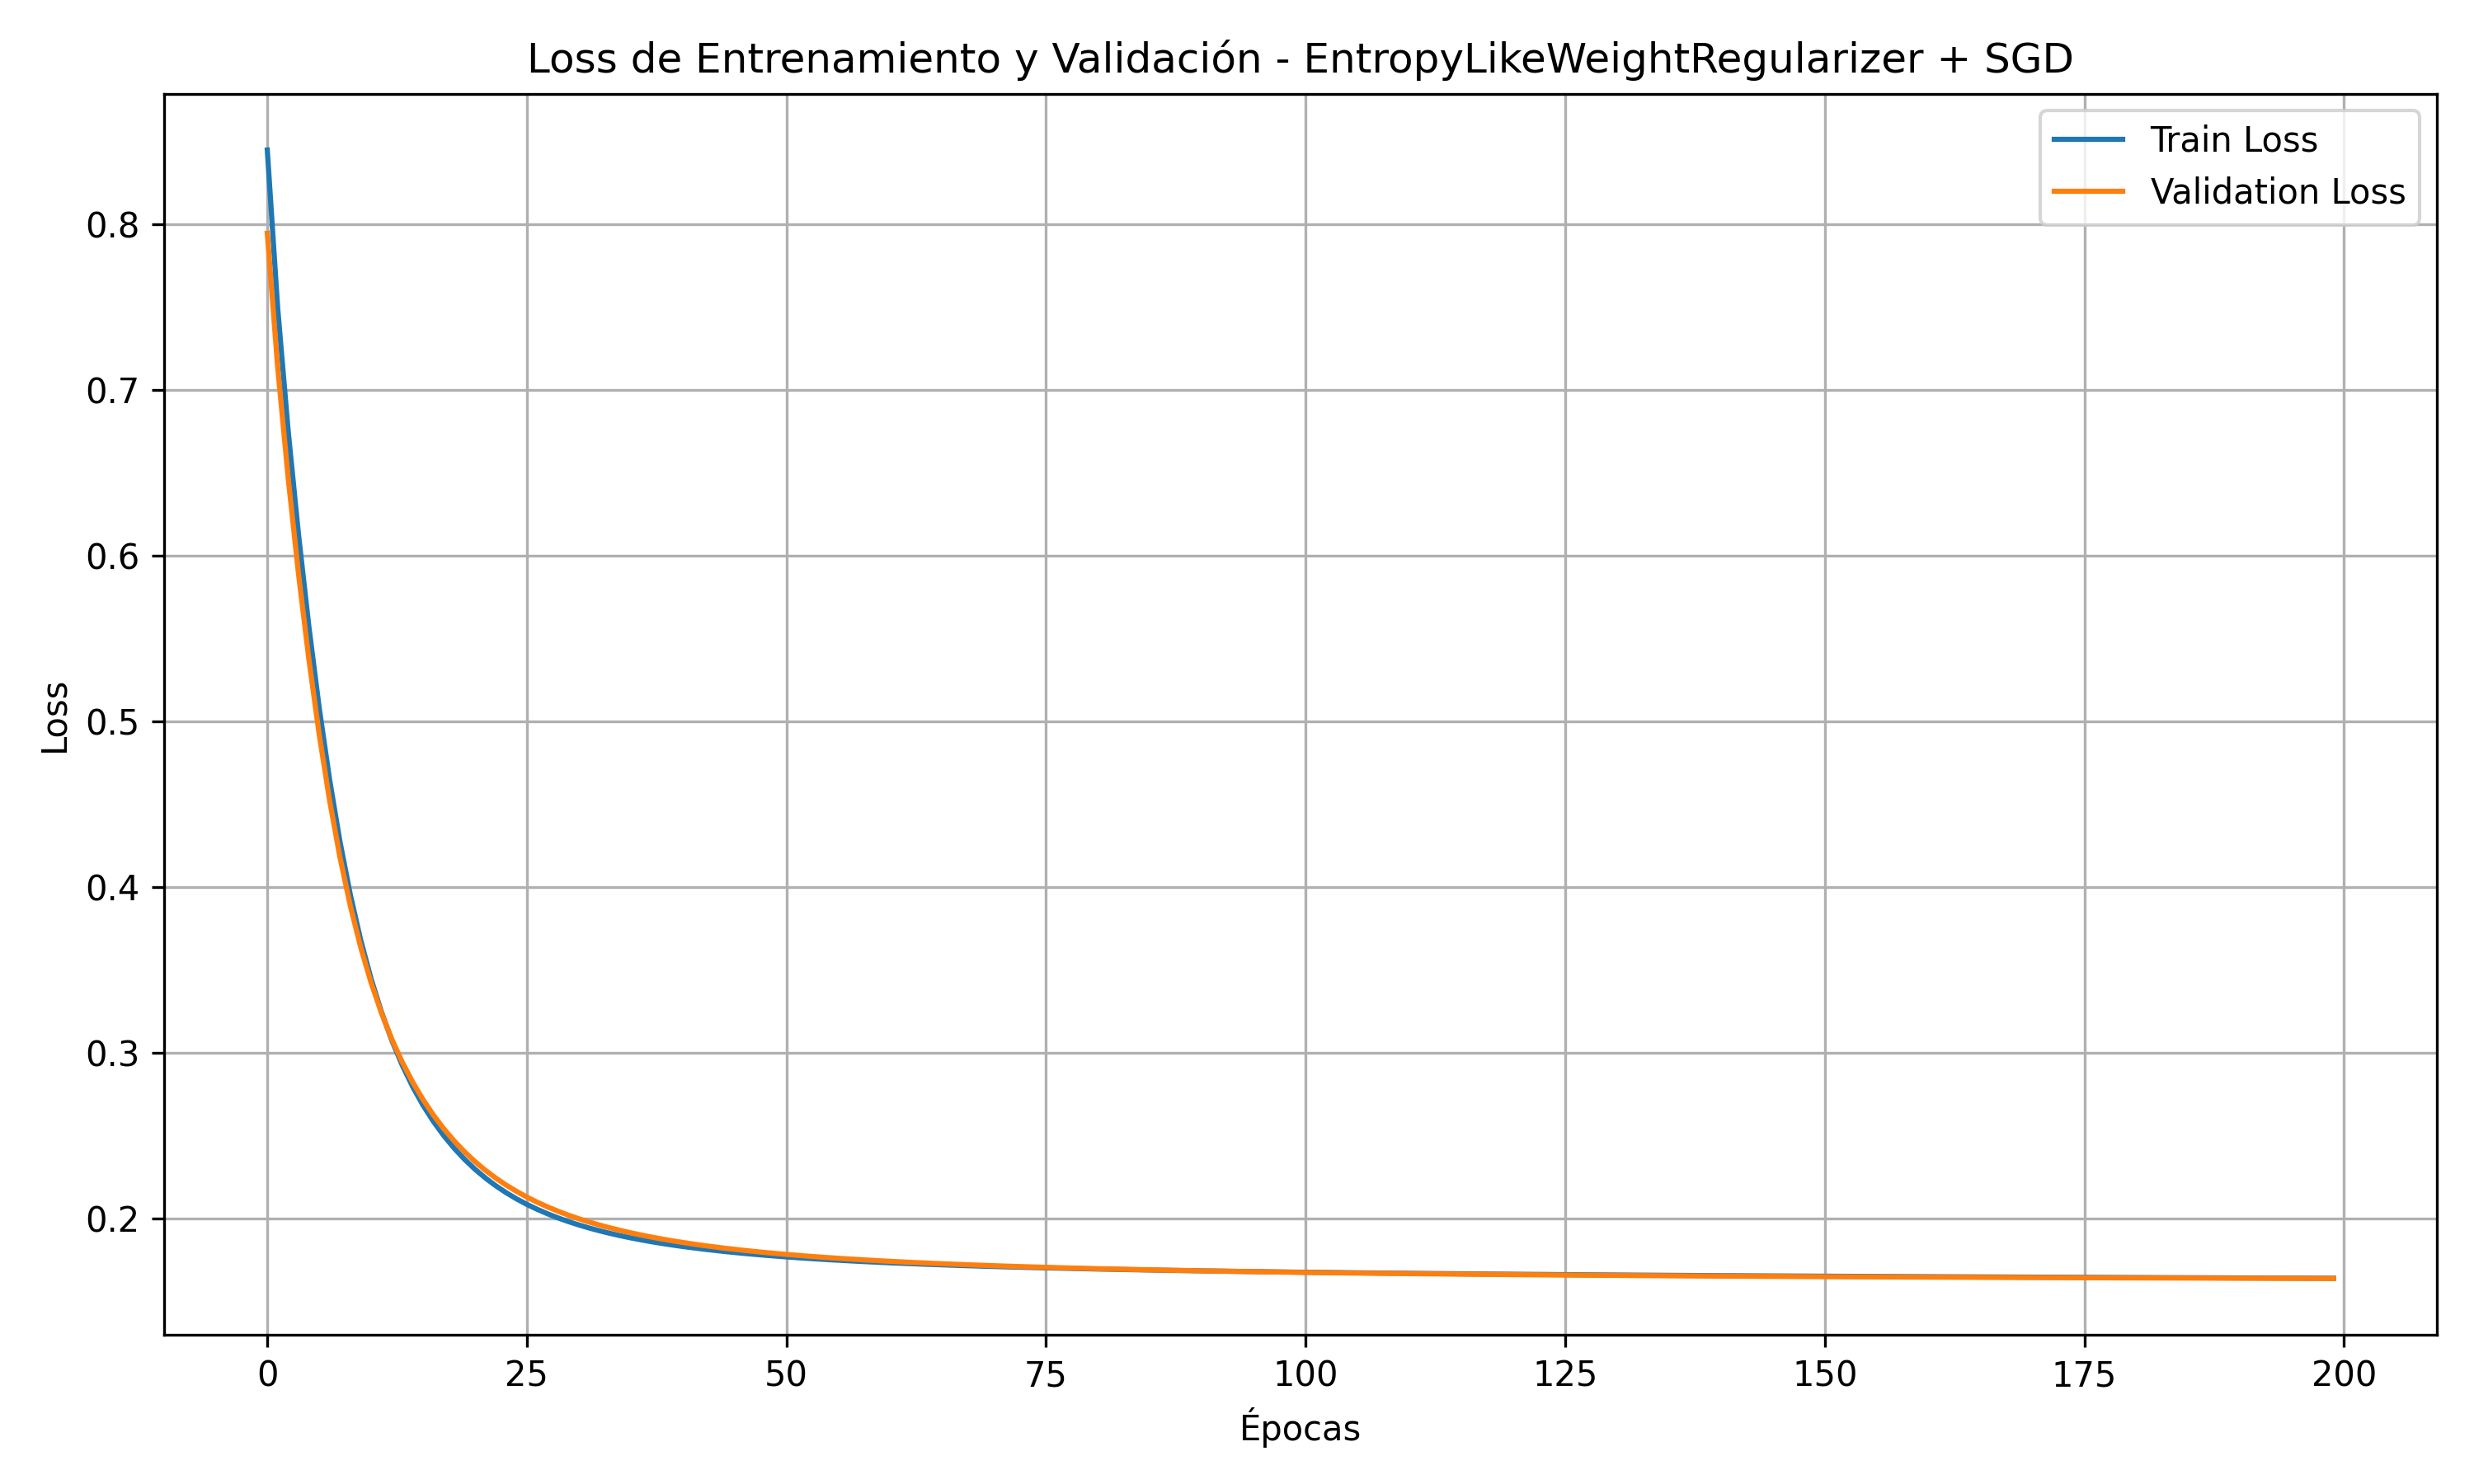 Loss de Entrenamiento y Validación - EntropyLikeWeightRegularizer + SGD
Train Loss
Validation Loss
0.8
0.7
0.6
0.5
0.4
0.3
0.2
Loss
0 25 50 75 100 125 150 175 200
Épocas